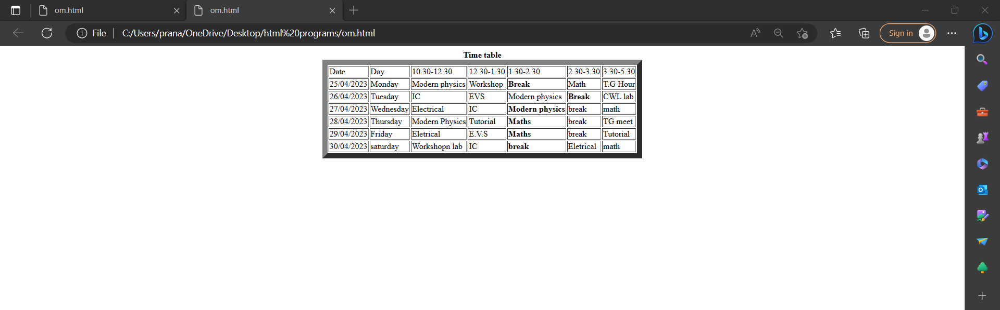 om.html om.html
File C:/Users/prana/OneDrive/Desktop/html%20programs/om.html Sign in
Time table
Date Day 10.30-12.30 12.30-1.30 1.30-2.30 2.30-3.30 3.30-5.30
25/04/2023 Monday Modern physics Workshop Break Math T.G Hour
26/04/2023 Tuesday IC EVS Modern physics Break CWL lab
27/04/2023 Wednesday Electrical IC Modern physics break math
28/04/2023 Thursday Modern Physics Tutorial Maths break TG meet
29/04/2023 Friday Eletrical E.V.S Maths break Tutorial
30/04/2023 saturday Workshopn lab IC break Eletrical math